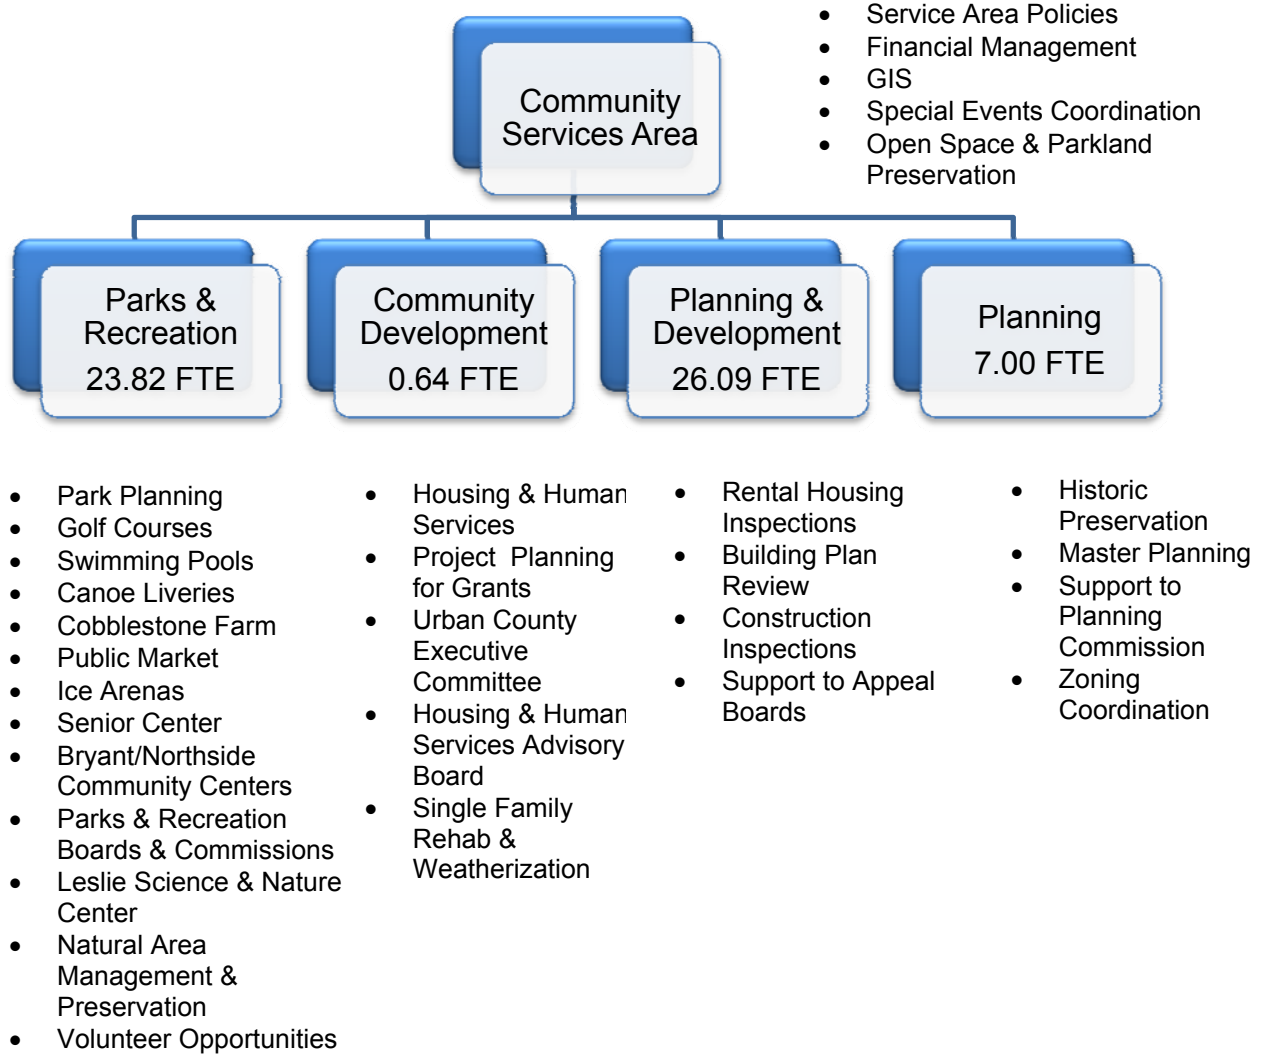 • Service Area Policies
• Financial Management
• GIS
• Special Events Coordination
• Open Space & Parkland
Preservation
Community
Services Area
Parks &
Recreation
23.82 FTE
Community
Development
0.64 FTE
Planning &
Development
26.09 FTE
Planning
7.00 FTE
• Park Planning
• Golf Courses
• Swimming Pools
• Canoe Liveries
• Cobblestone Farm
• Public Market
• Ice Arenas
• Senior Center
• Bryant/Northside
Community Centers
• Parks & Recreation
Boards & Commissions
• Leslie Science & Nature
Center
• Natural Area
Management &
Preservation
• Volunteer Opportunities
• Housing & Human
Services
• Project Planning
for Grants
• Urban County
Executive
Committee
• Housing & Human
Services Advisory
Board
• Single Family
Rehab &
Weatherization
• Rental Housing
Inspections
• Building Plan
Review
• Construction
Inspections
• Support to Appeal
Boards
• Historic
Preservation
• Master Planning
• Support to
Planning
Commission
• Zoning
Coordination